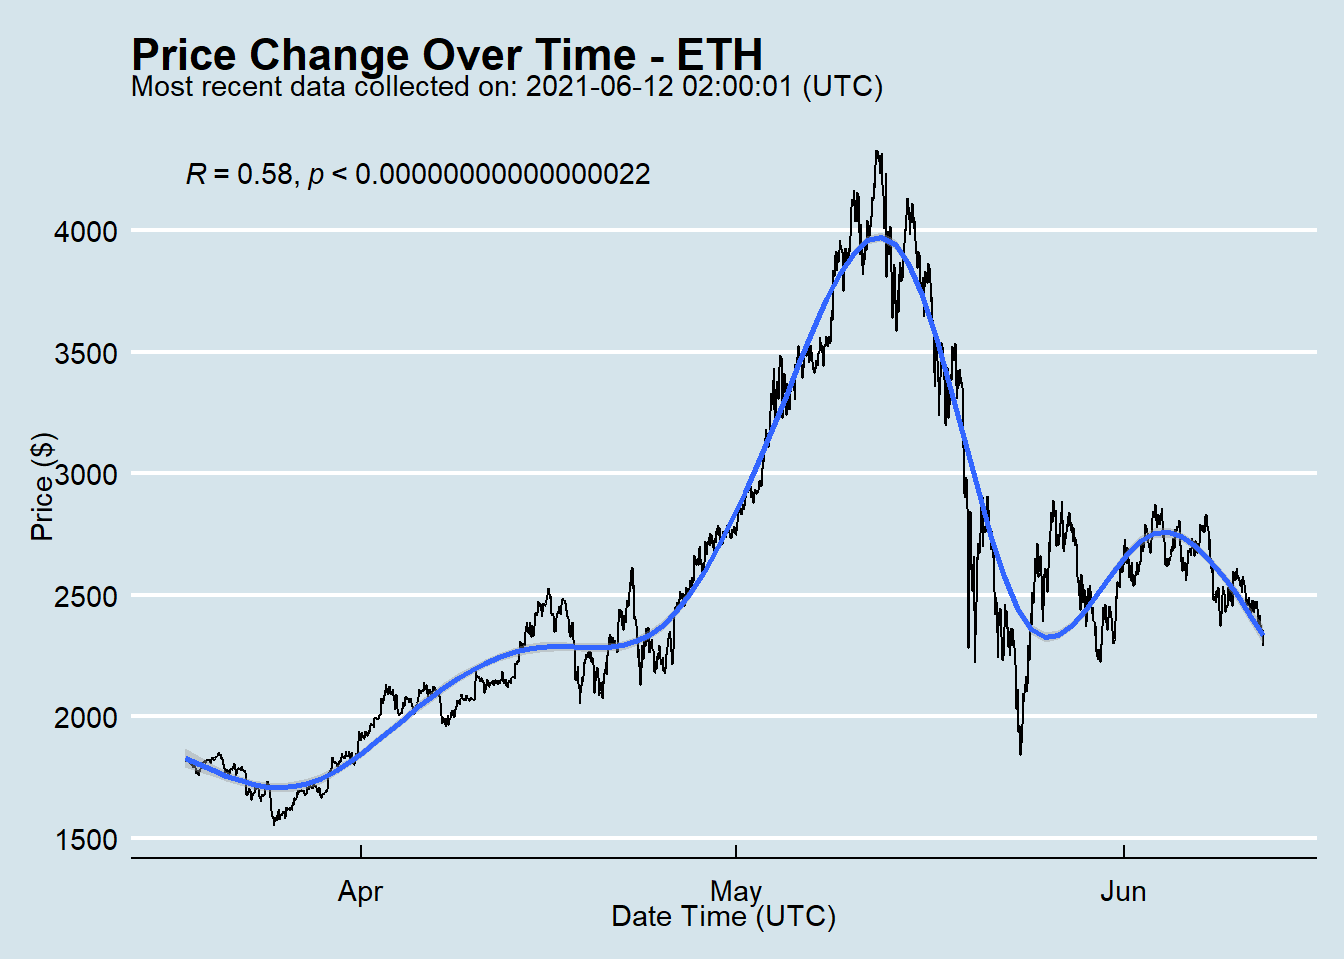 Price Change Over Time - ETH
Most recent data collected on: 2021-06-12 02:00:01 (UTC)
R = 0.58, p < 0.00000000000000022
4000
3500
3000
2500
2000
1500
Price ($)
Apr May Jun
Date Time (UTC)